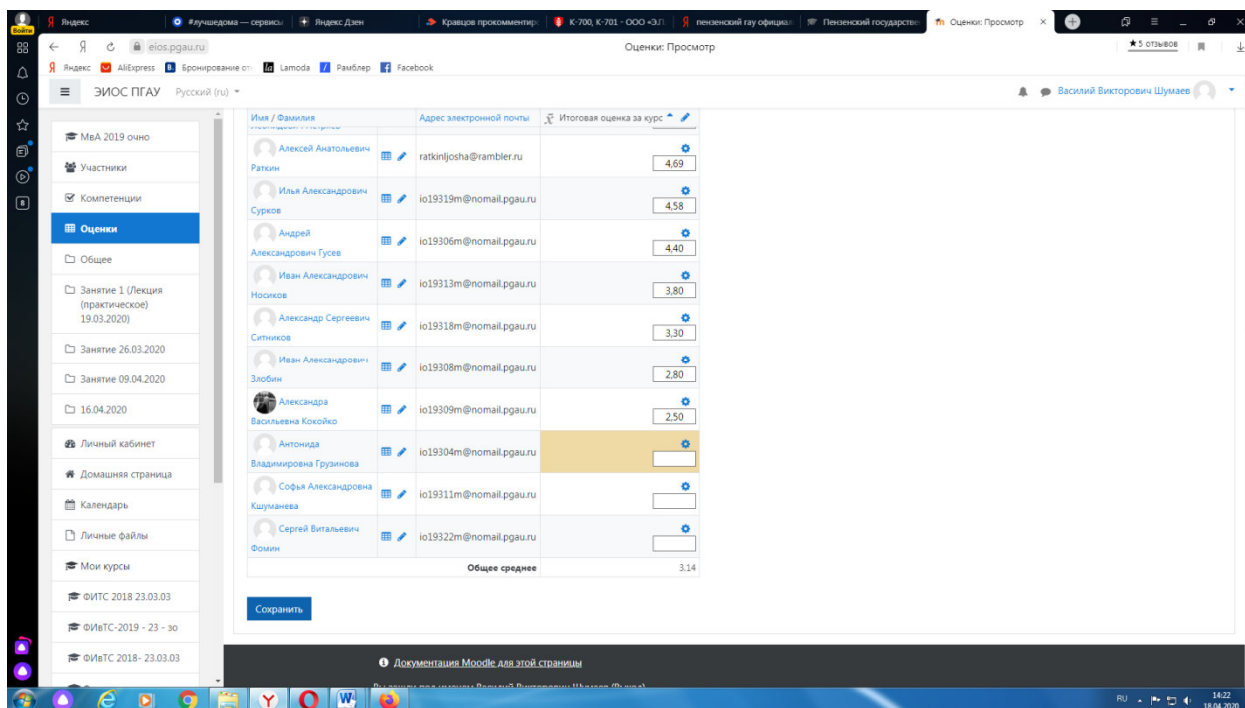 Войти
Яндекс
#лучшедома — сервисы
Яндекс Дзен
Кравцов прокомментир
К-700, К-701 - ООО «ЭЛ
пензенский гау официал
Пензенский государстве
Оценки: Просмотр
eios.pgau.ru
Оценки: Просмотр
★5 отзывов
Яндекс
AliExpress
Бронирование от
Lamoda
Рамблер
Facebook
ЭИОС ПГАУ Русский (ru)
Василий Викторович Шумаев
МвА 2019 очно
Участники
Компетенции
Оценки
Общее
Занятие 1 (Лекция
(практическое)
19.03.2020)
Занятие 26.03.2020
Занятие 09.04.2020
16.04.2020
Личный кабинет
Домашняя страница
Календарь
Личные файлы
Мои курсы
ФИТС 2018 23.03.03
ФИвТС-2019 - 23 - зо
ФИвТС 2018- 23.03.03
Имя / Фамилия Адрес электронной почты Итоговая оценка за курс
Алексей Анатольевич
Раткин
ratkinljosha@rambler.ru
4,69
Илья Александрович
Сурков
io19319m@nomail.pgau.ru
4,58
Андрей
Александрович Гусев
io19306m@nomail.pgau.ru
4,40
Иван Александрович
Носиков
io19313m@nomail.pgau.ru
3,80
Александр Сергеевич
Ситников
io19318m@nomail.pgau.ru
3,30
Иван Александрович
Злобин
io19308m@nomail.pgau.ru
2,80
Александра
Васильевна Кокойко
io19309m@nomail.pgau.ru
2,50
Антонида
Владимировна Грузинова
io19304m@nomail.pgau.ru
Софья Александровна
Кшуманева
io19311m@nomail.pgau.ru
Сергей Витальевич
Фомин
io19322m@nomail.pgau.ru
Общее среднее 3,14
Сохранить
Документация Moodle для этой страницы
Вы зашли под именем Василий Викторович Шумаев (Выход)
RU
14:22
18.04.2020